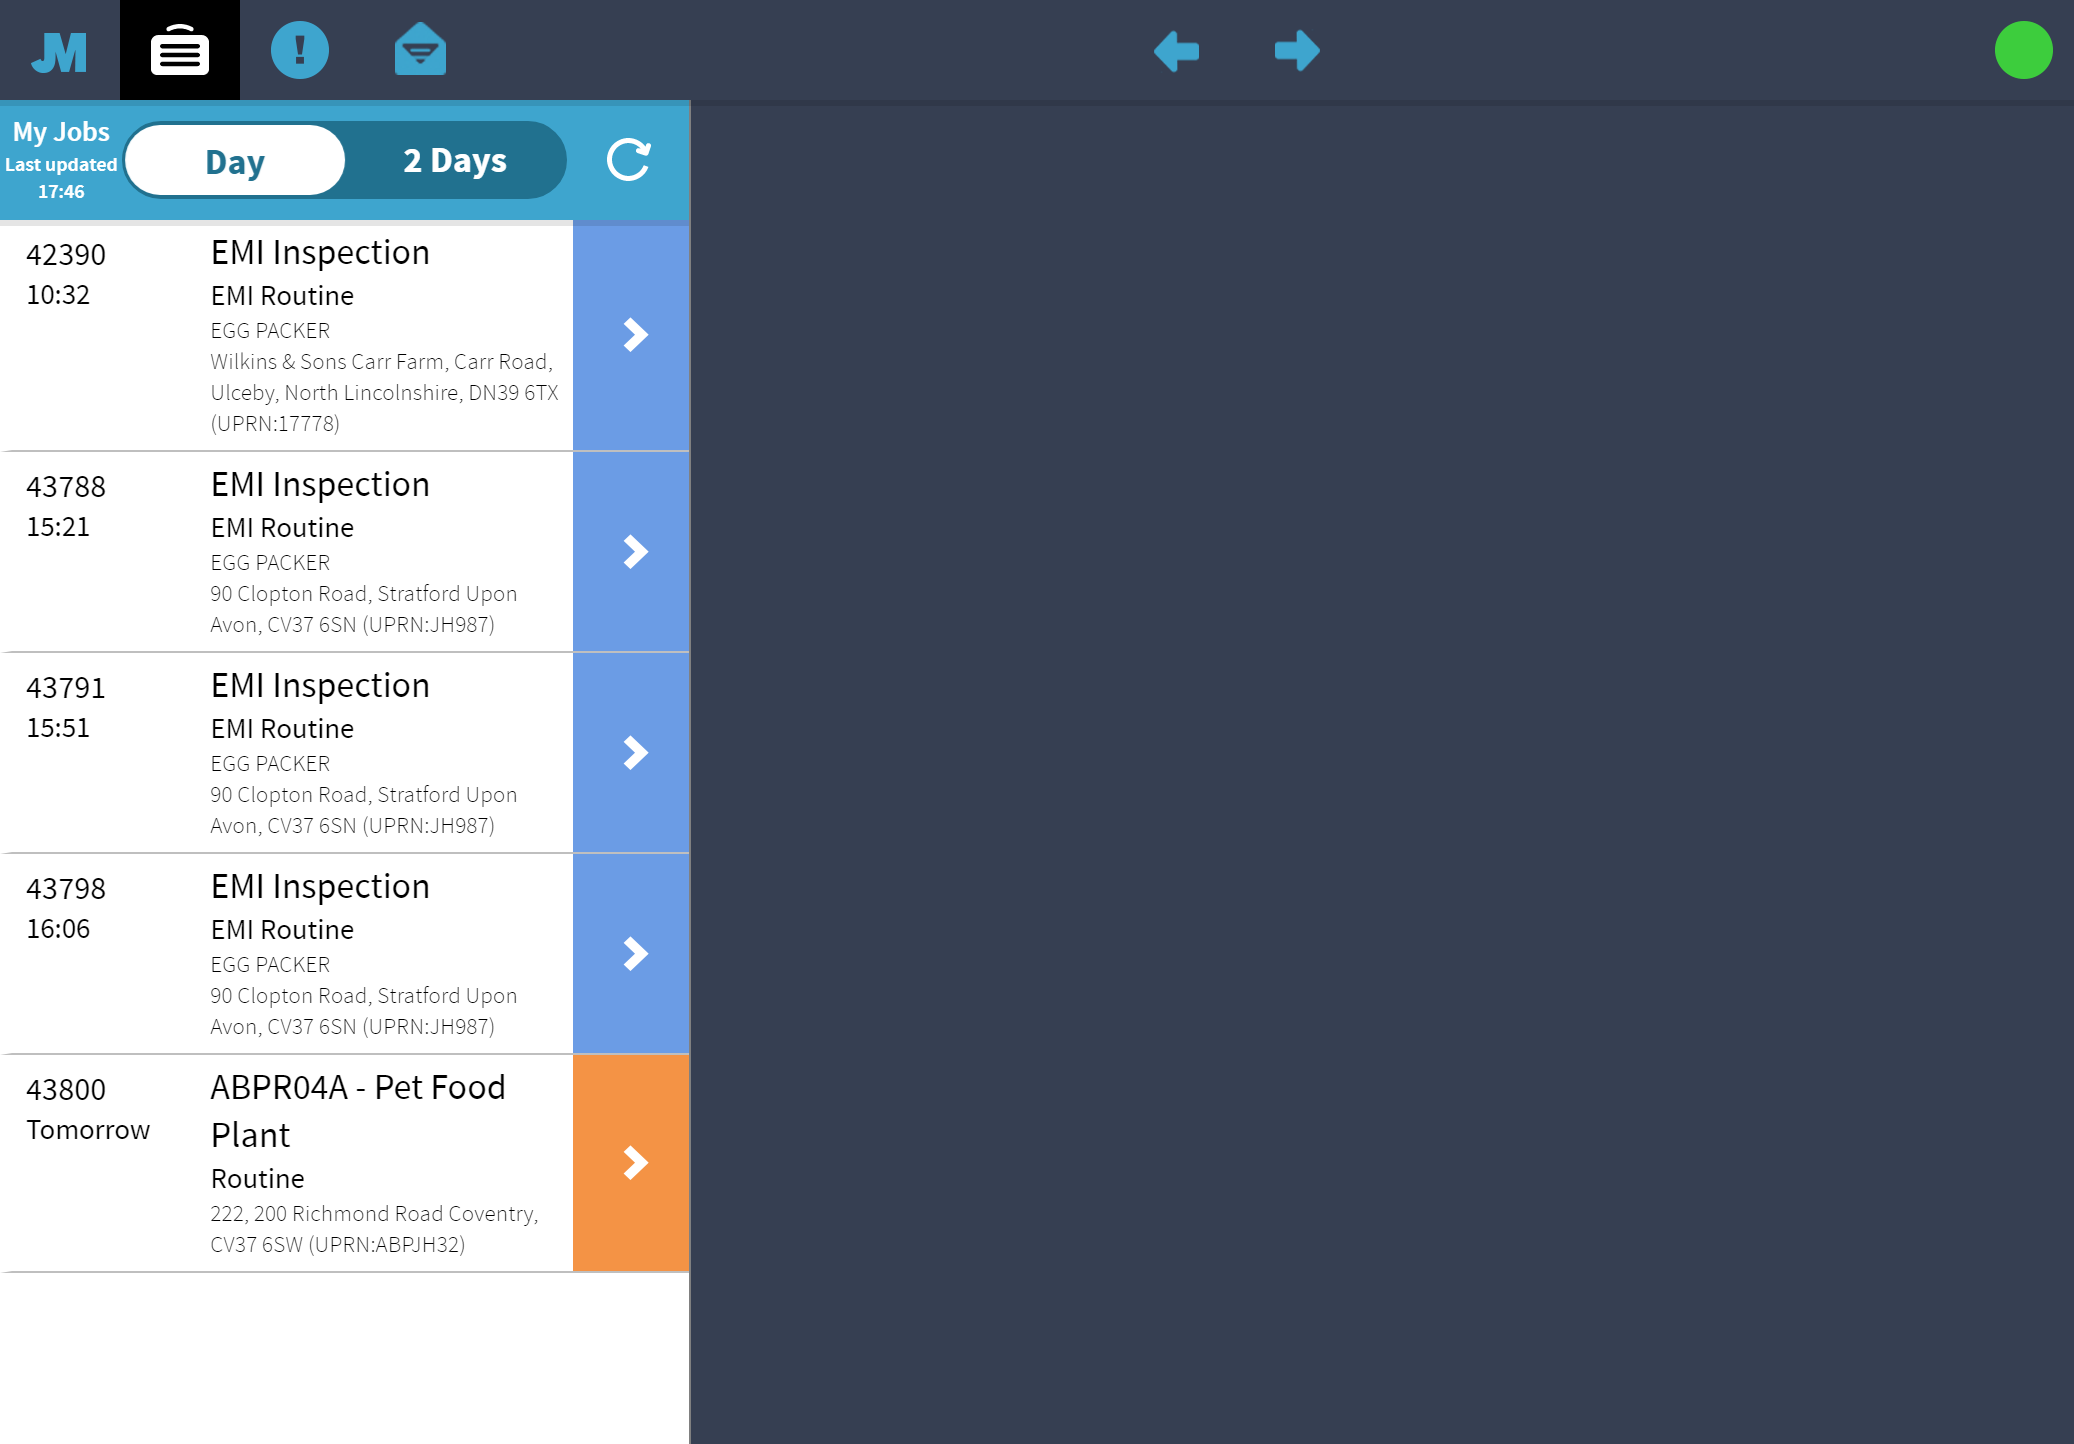 JM
My Jobs
Last updated
17:46
Day
2 Days
42390
10:32
EMI Inspection
EMI Routine
EGG PACKER
Wilkins & Sons Carr Farm, Carr Road,
Ulceby, North Lincolnshire, DN39 6TX
(UPRN:17778)
43788
15:21
EMI Inspection
EMI Routine
EGG PACKER
90 Clopton Road, Stratford Upon
Avon, CV37 6SN (UPRN:JH987)
43791
15:51
EMI Inspection
EMI Routine
EGG PACKER
90 Clopton Road, Stratford Upon
Avon, CV37 6SN (UPRN:JH987)
43798
16:06
EMI Inspection
EMI Routine
EGG PACKER
90 Clopton Road, Stratford Upon
Avon, CV37 6SN (UPRN:JH987)
43800
Tomorrow
ABPR04A - Pet Food
Plant
Routine
222, 200 Richmond Road Coventry,
CV37 6SW (UPRN:ABPJH32)